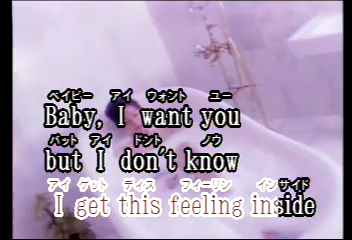 ベイビー アイ ウォント ユー
Baby, I want you
バット アイ ドント ノウ
but I don't know
アイ ゲット ディス フィーリン インサイド
I get this feeling inside